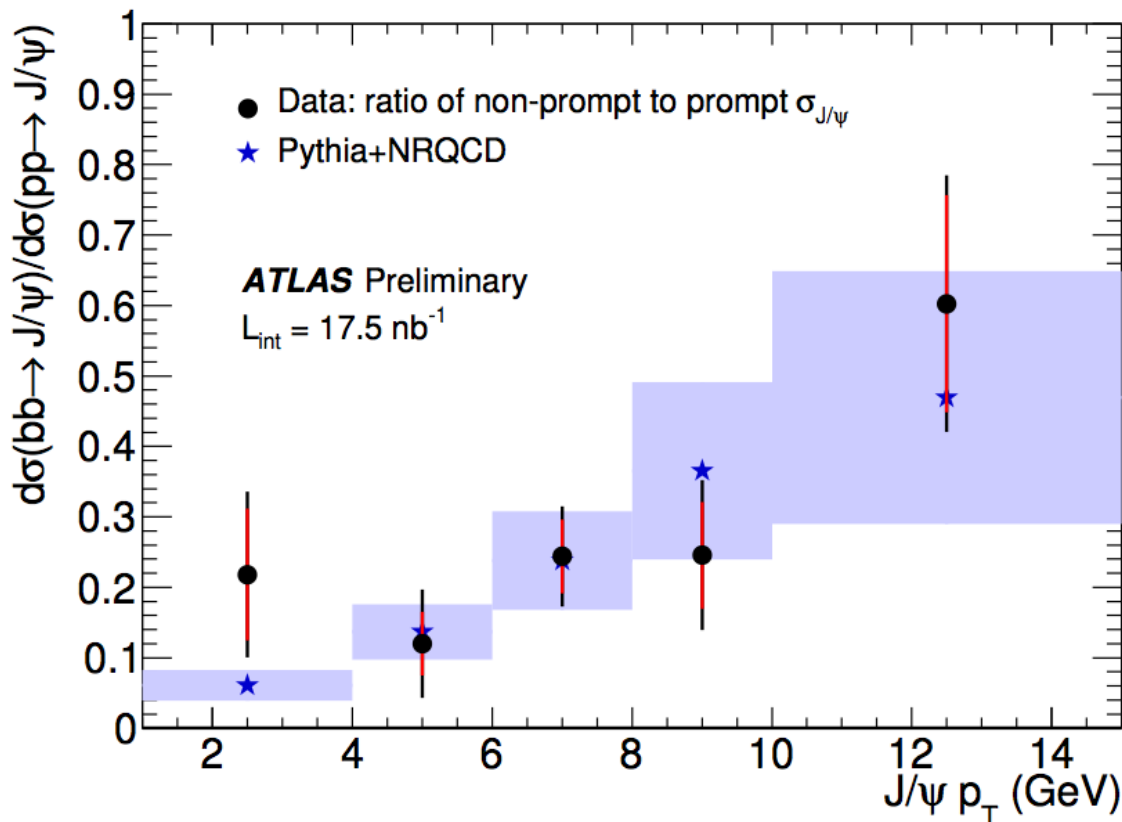 dσ(bb→ J/ψ)/dσ(pp→ J/ψ)
1
0.9
0.8
0.7
0.6
0.5
0.4
0.3
0.2
0.1
0
Data: ratio of non-prompt to prompt σJ/ψ
Pythia+NRQCD
ATLAS Preliminary
Lint = 17.5 nb-1
2 4 6 8 10 12 14
J/ψ pT (GeV)